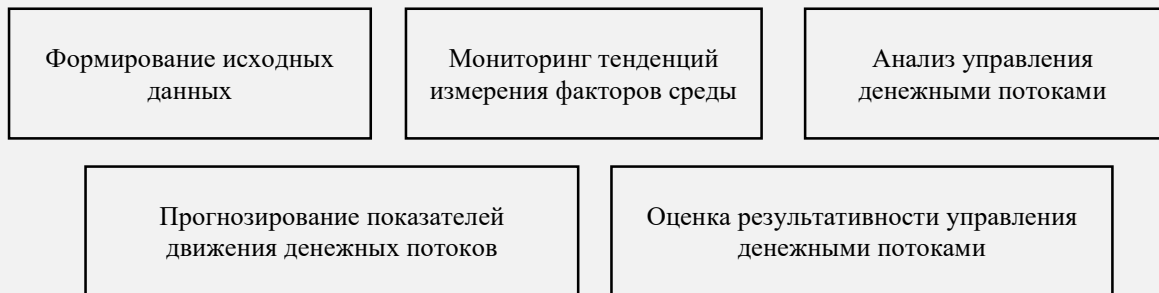 Формирование исходных
данных
Мониторинг тенденций
измерения факторов среды
Анализ управления
денежными потоками
Прогнозирование показателей
движения денежных потоков
Оценка результативности управления
денежными потоками